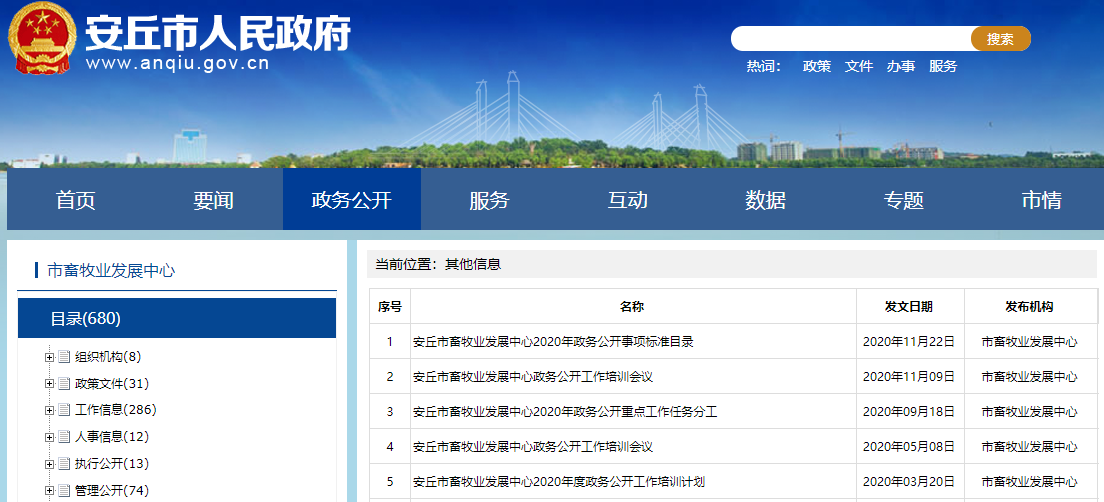 安丘市人民政府
www.anqiu.gov.cn
搜索
热词： 政策 文件 办事 服务
首页 要闻 政务公开 服务 互动 数据 专题 市情
市畜牧业发展中心
目录(680)
组织机构(8)
政策文件(31)
工作信息(286)
人事信息(12)
执行公开(13)
管理公开(74)
当前位置：其他信息
序号 名称 发文日期 发布机构
1 安丘市畜牧业发展中心2020年政务公开事项标准目录 2020年11月22日 市畜牧业发展中心
2 安丘市畜牧业发展中心政务公开工作培训会议 2020年11月09日 市畜牧业发展中心
3 安丘市畜牧业发展中心2020年政务公开重点工作任务分工 2020年09月18日 市畜牧业发展中心
4 安丘市畜牧业发展中心政务公开工作培训会议 2020年05月08日 市畜牧业发展中心
5 安丘市畜牧业发展中心2020年度政务公开工作培训计划 2020年03月20日 市畜牧业发展中心